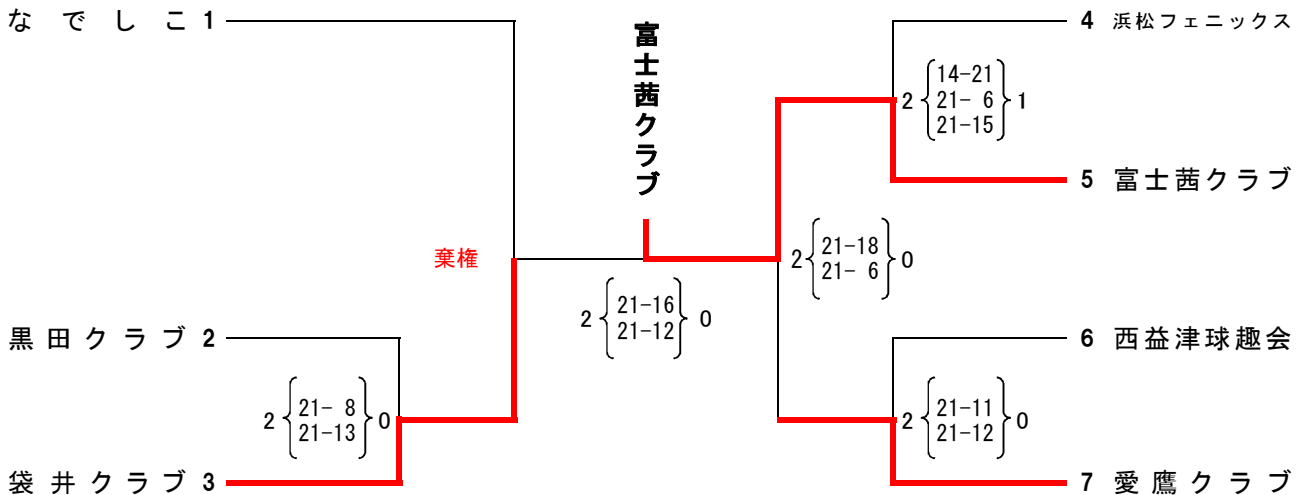 なでしこ 1
富士茜クラブ
4 浜松フェニックス
2 { 14-21 21- 6 21-15 } 1
5 富士茜クラブ
棄権
2 { 21-18 21- 6 } 0
2 { 21-16 21-12 } 0
黒田クラブ 2
6 西益津球趣会
2 { 21- 8 21-13 } 0
2 { 21-11 21-12 } 0
袋井クラブ 3
7 愛鷹クラブ